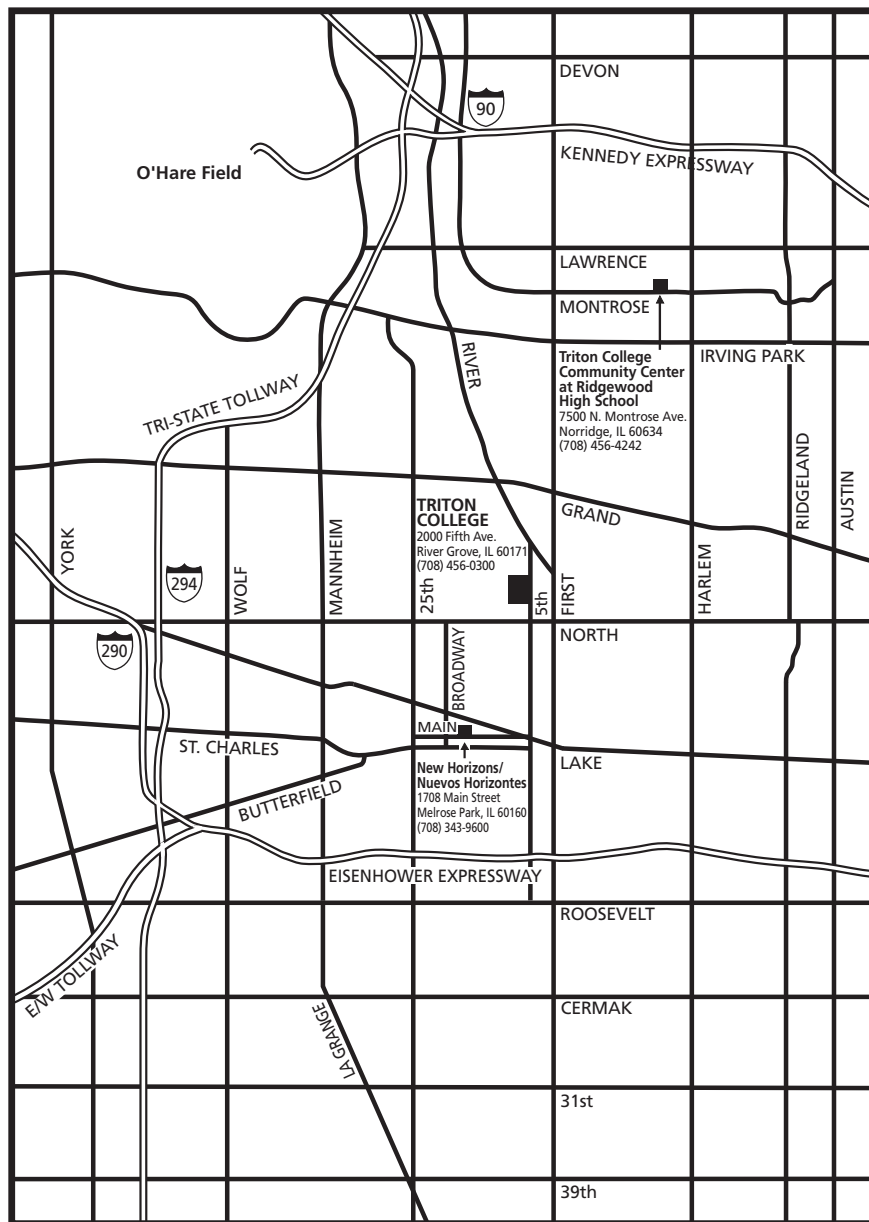 DEVON
90
KENNEDY EXPRESSWAY
O'Hare Field
LAWRENCE
MONTROSE
RIVER
IRVING PARK
Triton College
Community Center
at Ridgewood
High School
7500 N. Montrose Ave.
Norridge, IL 60634
(708) 456-4242
TRI-STATE TOLLWAY
RIDGELAND
AUSTIN
TRITON
COLLEGE
2000 Fifth Ave.
River Grove, IL 60171
(708) 456-0300
GRAND
YORK
294
WOLF
MANNHEIM
25th
5th
FIRST
HARLEM
NORTH
290
BROADWAY
MAIN
ST. CHARLES
LAKE
New Horizons/
Nuevos Horizontes
1708 Main Street
Melrose Park, IL 60160
(708) 343-9600
BUTTERFIELD
EISENHOWER EXPRESSWAY
ROOSEVELT
E/W TOLLWAY
CERMAK
LA GRANGE
31st
39th